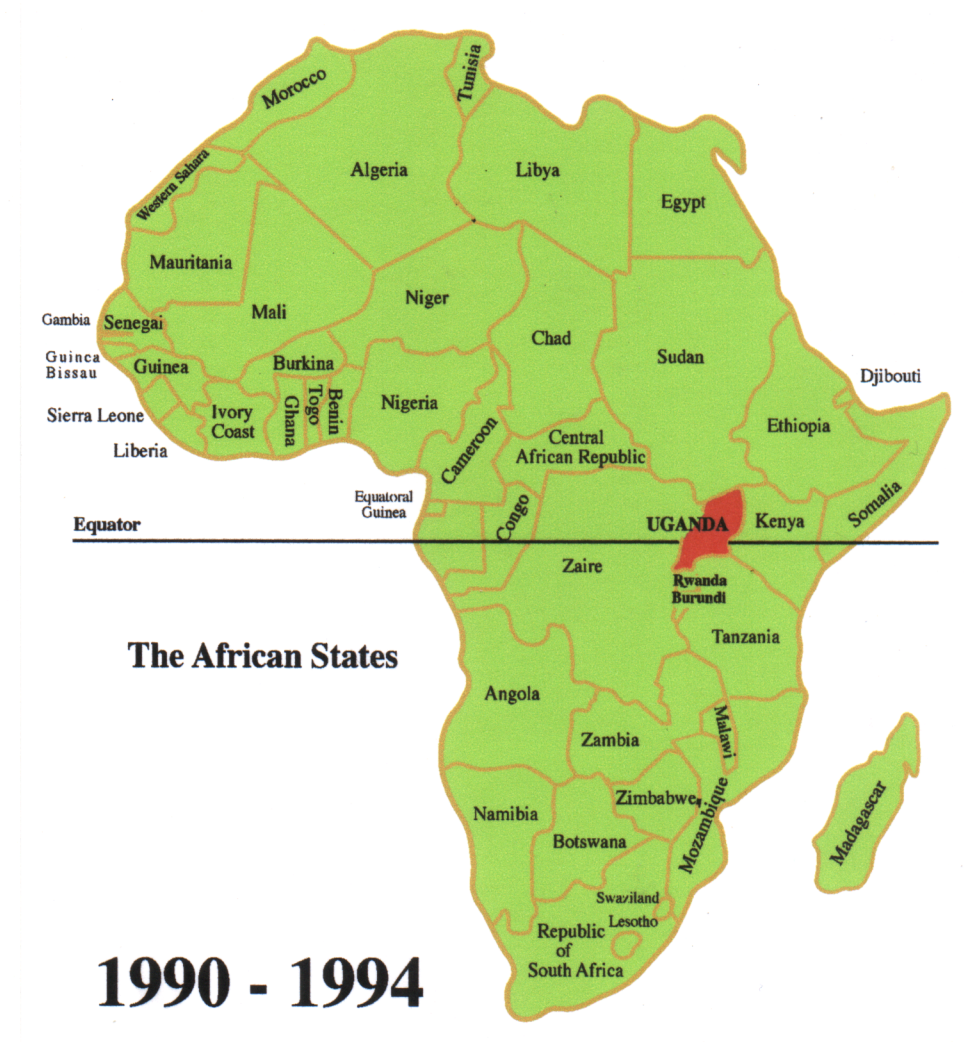 Tunisia
Morocco
Algeria
Libya
Western Sahara
Egypt
Mauritania
Niger
Mali
Gambia
Senegai
Chad
Guinca
Bissau
Guinea
Burkina
Sudan
Djibouti
Sierra Leone
Ivory
Coast
Ghana
Togo
Benin
Nigeria
Ethiopia
Liberia
Cameroon
Central
African Republic
Equatoral
Guinea
Congo
Somalia
Equator
UGANDA
Kenya
Zaire
Rwanda
Burundi
The African States
Tanzania
Angola
Malawi
Zambia
Zimbabwe
Namibia
Mozambique
Madagascar
Botswana
Swaziland
Lesotho
Republic
of
South Africa
1990 - 1994